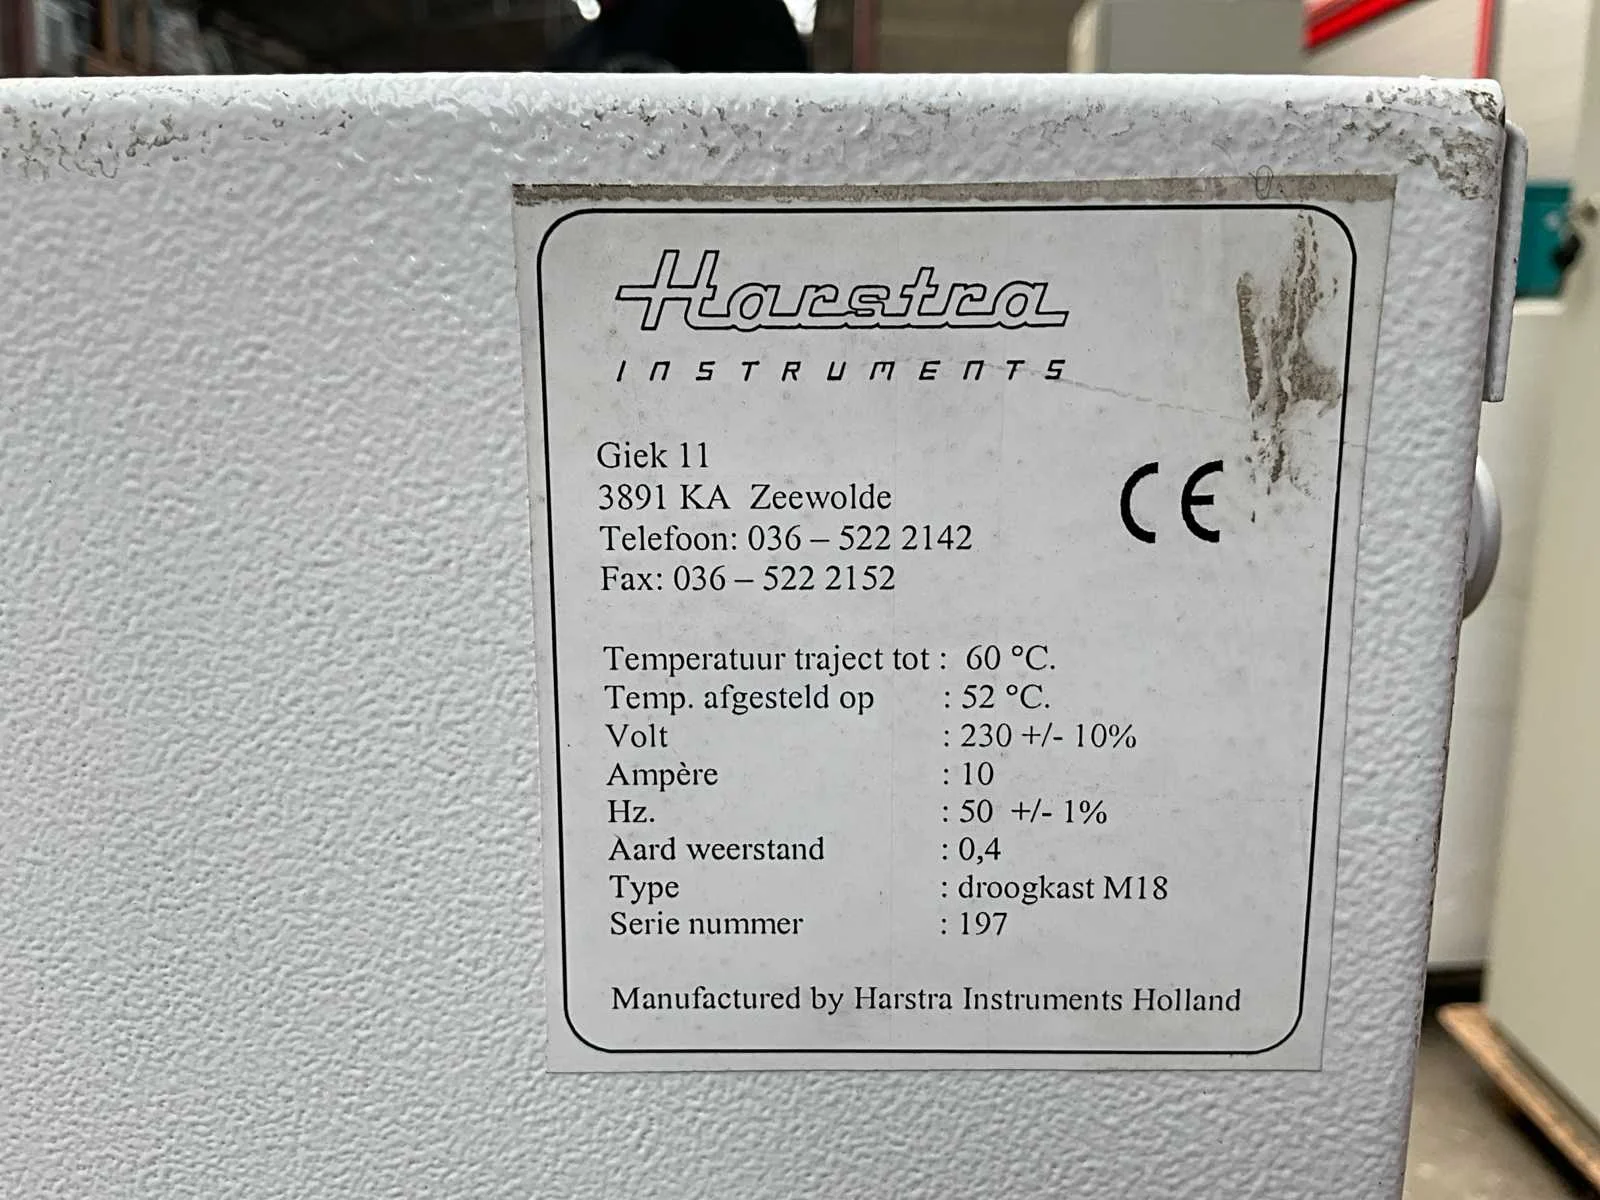 Harstra
INSTRUMENTS
Giek 11
3891 KA Zeewolde
Telefoon: 036 – 522 2142
Fax: 036 – 522 2152
CE
Temperatuur traject tot : 60 °C.
Temp. afgesteld op : 52 °C.
Volt : 230 +/- 10%
Ampère : 10
Hz. : 50 +/- 1%
Aard weerstand : 0,4
Type : droogkast M18
Serie nummer : 197
Manufactured by Harstra Instruments Holland